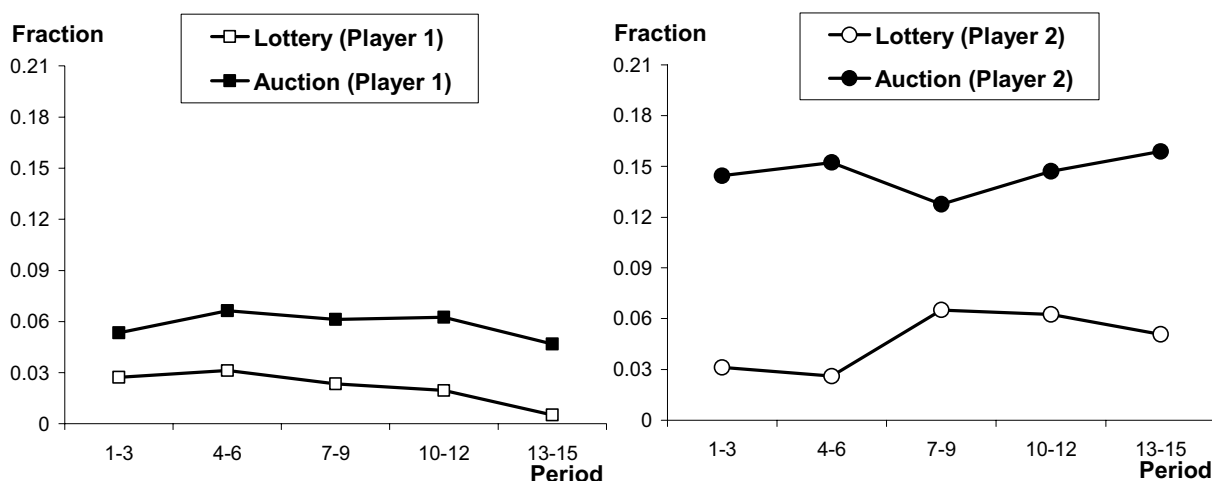 Fraction
Lottery (Player 1)
Auction (Player 1)
0.21
0.18
0.15
0.12
0.09
0.06
0.03
0
1-3 4-6 7-9 10-12 13-15
Period
Fraction
Lottery (Player 2)
Auction (Player 2)
0.21
0.18
0.15
0.12
0.09
0.06
0.03
0
1-3 4-6 7-9 10-12 13-15
Period